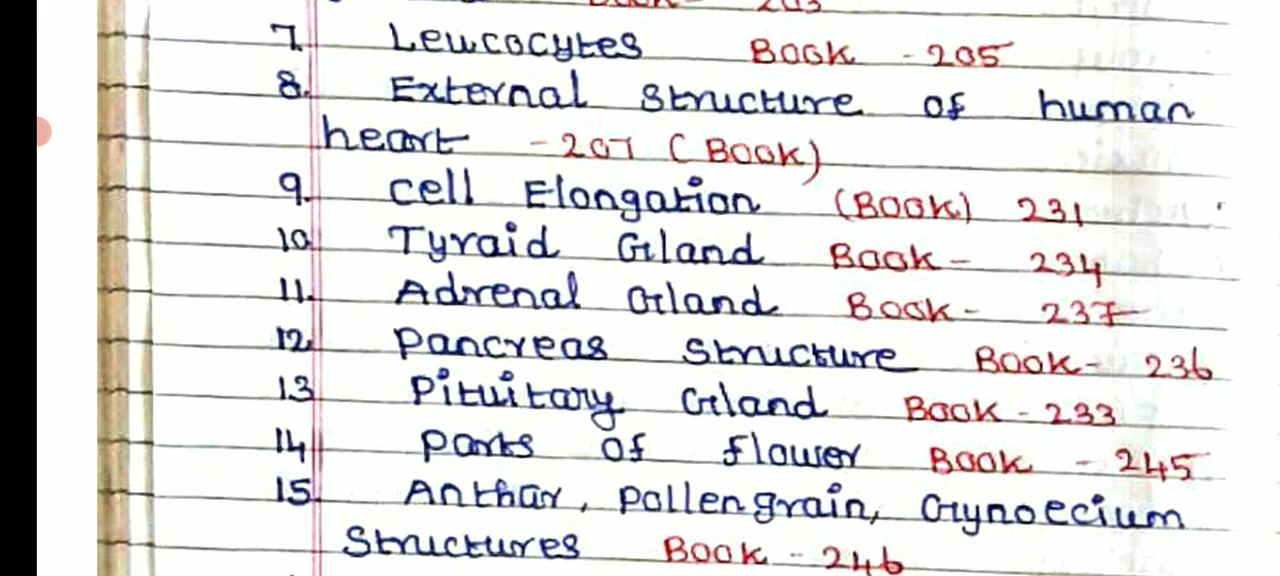 7. Leucocytes Book - 205
8. External structure of human
heart - 207 (Book)
9. cell Elongation (Book) 231
10 Tyraid Gland Book - 234
11. Adrenal Gland Book - 237
12. Pancreas structure Book - 236
13 Pituitary Gland Book - 233
14 Parts of flower Book - 245
15. Anthar, pollengrain, Gynoecium
Structures Book - 246